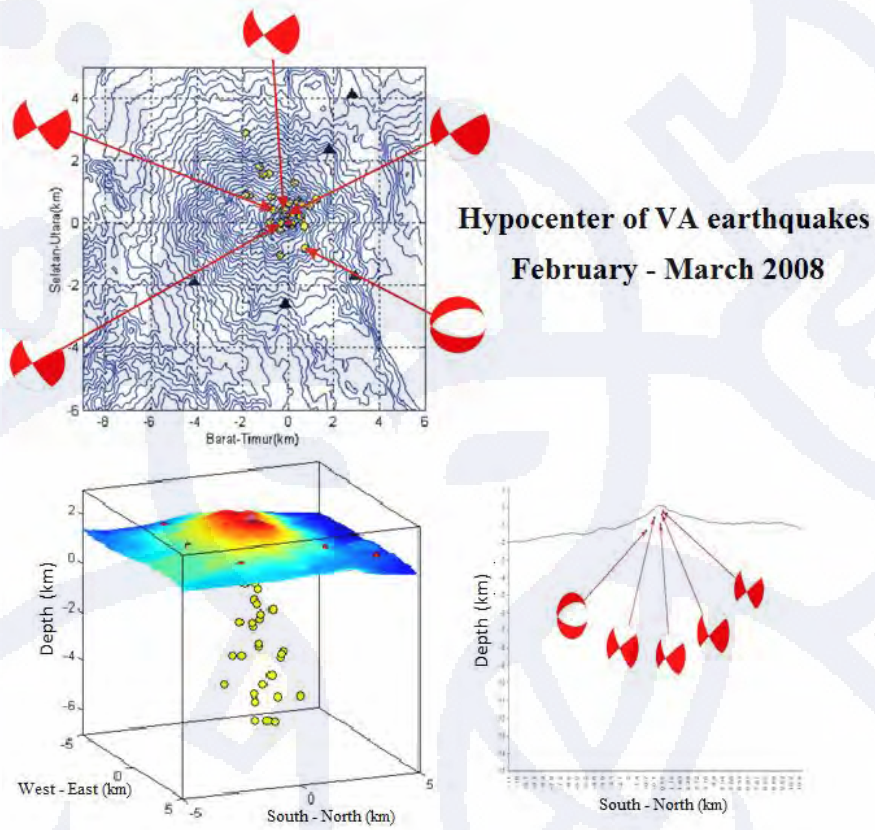 4
2
0
-2
-4
-6
Selatan-Utara(km)
-8 -6 -4 -2 0 2 4 6
Barat-Timur(km)
Hypocenter of VA earthquakes
February - March 2008
2
0
-2
-4
-6
Depth (km)
-5
0
5
West - East (km)
-5
0
5
South - North (km)
Depth (km)
South - North (km)